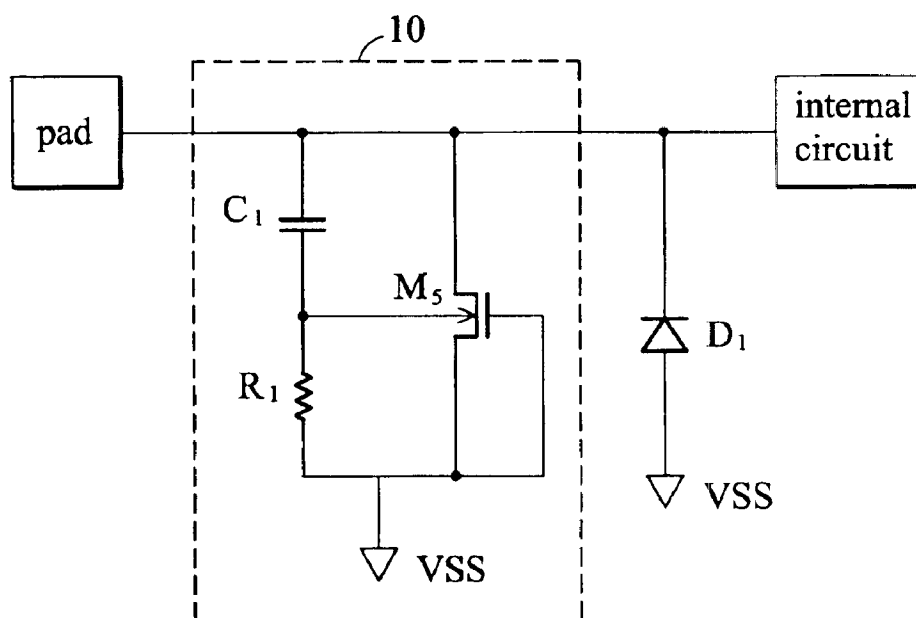 10
pad
internal
circuit
C₁
M₅
R₁
D₁
VSS
VSS